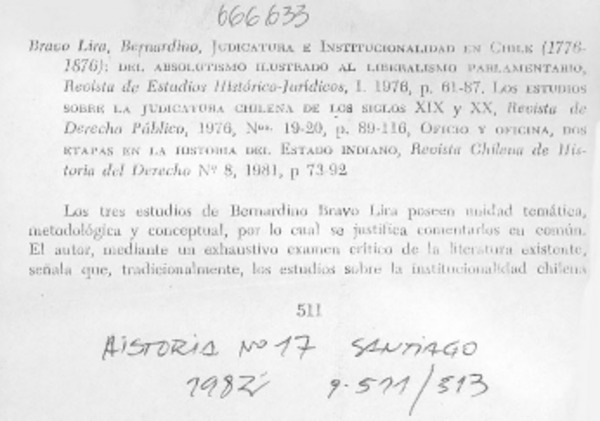 666633
Bravo Lira, Bernardino, JUDICATURA E INSTITUCIONALIDAD EN CHILE (1776-
1876): DEL ABSOLUTISMO ILUSTRADO AL LIBERALISMO PARLAMENTARIO,
Revista de Estudios Histórico-Jurídicos, I. 1976, p. 61-87. LOS ESTUDIOS
SOBRE LA JUDICATURA CHILENA DE LOS SIGLOS XIX Y XX, Revista de
Derecho Público, 1976, Nos. 19-20, p. 89-116, OFICIO Y OFICINA, DOS
ETAPAS EN LA HISTORIA DEL ESTADO INDIANO, Revista Chilena de His-
toria del Derecho Nº 8, 1981, p 73-92
Los tres estudios de Bernardino Bravo Lira poseen unidad temática,
metodológica y conceptual, por lo cual se justifica comentarlos en común.
El autor, mediante un exhaustivo examen crítico de la literatura existente,
señala que, tradicionalmente, los estudios sobre la institucionalidad chilena
511
HISTORIA Nº 17 SANTIAGO
1982 p. 511/513